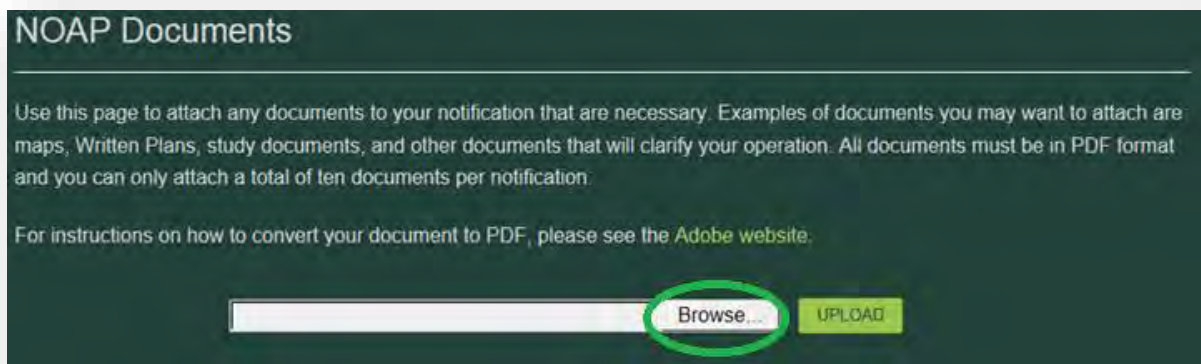 NOAP Documents
Use this page to attach any documents to your notification that are necessary. Examples of documents you may want to attach are
maps, Written Plans, study documents, and other documents that will clarify your operation. All documents must be in PDF format
and you can only attach a total of ten documents per notification.
For instructions on how to convert your document to PDF, please see the Adobe website.
Browse... UPLOAD